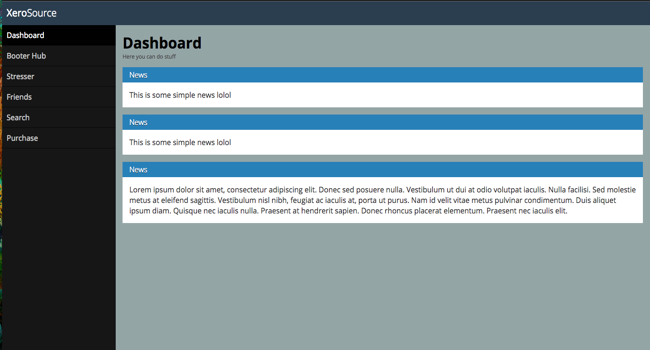 XeroSource
Dashboard
Booter Hub
Stresser
Friends
Search
Purchase
Dashboard
Here you can do stuff
News
This is some simple news lolol
News
This is some simple news lolol
News
Lorem ipsum dolor sit amet, consectetur adipiscing elit. Donec sed posuere nulla. Vestibulum ut dui at odio volutpat iaculis. Nulla facilisi. Sed molestie
metus at eleifend sagittis. Vestibulum nisl nibh, feugiat ac iaculis at, porta ut purus. Nam id velit vitae metus pulvinar condimentum. Duis aliquet
ipsum diam. Quisque nec iaculis nulla. Praesent at hendrerit sapien. Donec rhoncus placerat elementum. Praesent nec iaculis elit.